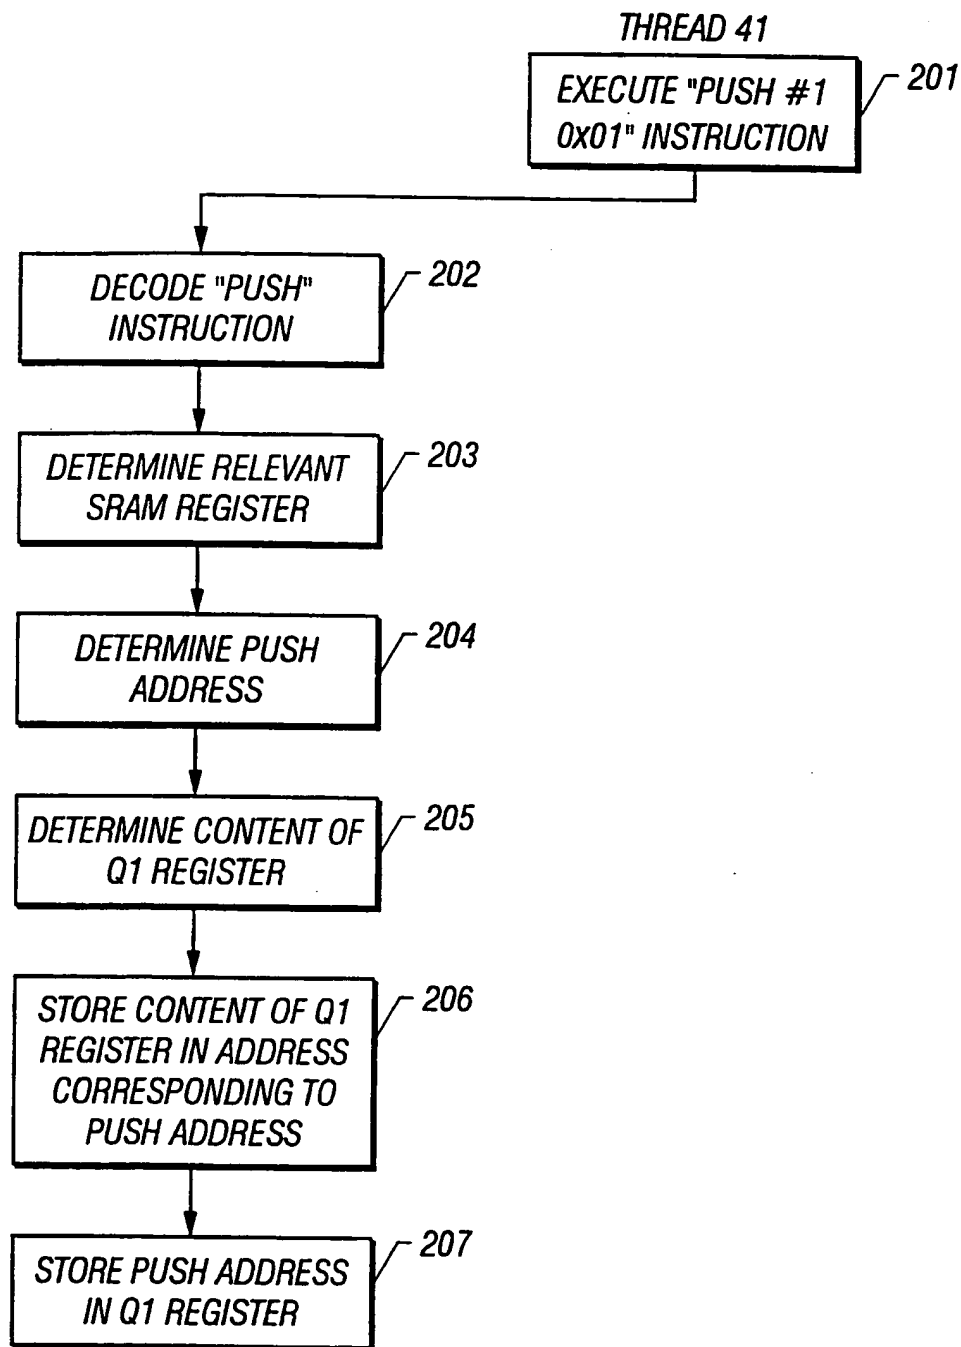 THREAD 41
EXECUTE "PUSH #1
0x01" INSTRUCTION
201
DECODE "PUSH"
INSTRUCTION
202
DETERMINE RELEVANT
SRAM REGISTER
203
DETERMINE PUSH
ADDRESS
204
DETERMINE CONTENT OF
Q1 REGISTER
205
STORE CONTENT OF Q1
REGISTER IN ADDRESS
CORRESPONDING TO
PUSH ADDRESS
206
STORE PUSH ADDRESS
IN Q1 REGISTER
207